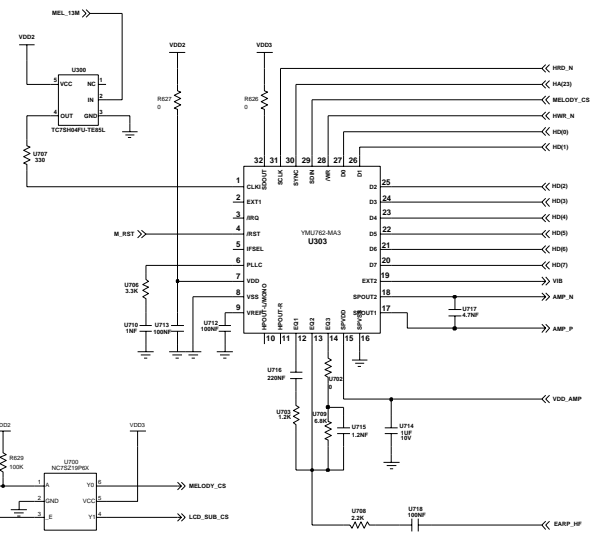 MEL_13M
VDD2
U300
5 VCC NC 1
IN 2
4 OUT GND 3
TC7SH04FU-TE85L
U707
330
VDD2
R627
0
VDD3
R626
0
HRD_N
HA(23)
MELODY_CS
HWR_N
HD(0)
HD(1)
32 31 30 29 28 27 26
SDOUT SCLK SYNC SDIN /WR D0 D1
1 CLKI
2 EXT1
3 /IRQ
4 /RST
5 IFSEL
6 PLLC
7 VDD
8 VSS
9 VREF
YMU762-MA3
U303
D2 25 HD(2)
D3 24 HD(3)
D4 23 HD(4)
D5 22 HD(5)
D6 21 HD(6)
D7 20 HD(7)
EXT2 19 VIB
SPOUT2 18 AMP_N
SPOUT1 17 AMP_P
HPOUT-L/MONO HPOUT-R EQ1 EQ2 EQ3 SPVDD SPVSS
10 11 12 13 14 15 16
M_RST
U706
3.3K
U710
1NF
U713
100NF
U712
100NF
U717
4.7NF
U716
220NF
U702
0
U703
1.2K
U709
6.8K
U715
1.2NF
VDD_AMP
U714
1UF
10V
U708
2.2K
U718
100NF
EARP_HF
R629
100K
VDD3
U700
NC7SZ19P6X
1 A Y0 6 MELODY_CS
2 GND VCC 5
3 _E Y1 4 LCD_SUB_CS